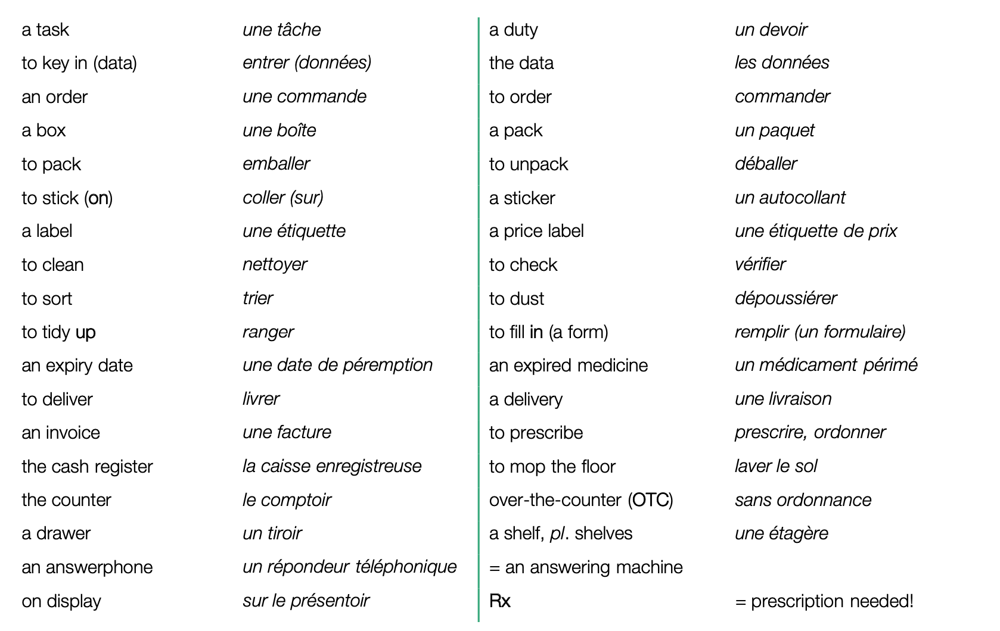 a task une tâche a duty un devoir
to key in (data) entrer (données) the data les données
an order une commande to order commander
a box une boîte a pack un paquet
to pack emballer to unpack déballer
to stick (on) coller (sur) a sticker un autocollant
a label une étiquette a price label une étiquette de prix
to clean nettoyer to check vérifier
to sort trier to dust dépoussiérer
to tidy up ranger to fill in (a form) remplir (un formulaire)
an expiry date une date de péremption an expired medicine un médicament périmé
to deliver livrer a delivery une livraison
an invoice une facture to prescribe prescrire, ordonner
the cash register la caisse enregistreuse to mop the floor laver le sol
the counter le comptoir over-the-counter (OTC) sans ordonnance
a drawer un tiroir a shelf, pl. shelves une étagère
an answerphone un répondeur téléphonique = an answering machine
on display sur le présentoir Rx = prescription needed!